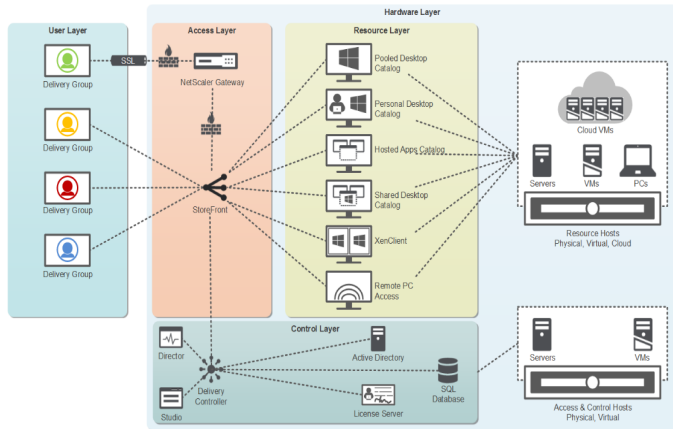 Hardware Layer
User Layer
Access Layer
Resource Layer
SSL
Delivery Group
NetScaler Gateway
Pooled Desktop
Catalog
Delivery Group
Personal Desktop
Catalog
Cloud VMs
Hosted Apps Catalog
Servers
VMs
PCs
Delivery Group
StoreFront
Shared Desktop
Catalog
Resource Hosts
Physical, Virtual, Cloud
XenClient
Delivery Group
Remote PC
Access
Control Layer
Director
Active Directory
Servers
VMs
Delivery
Controller
SQL
Database
Studio
License Server
Access & Control Hosts
Physical, Virtual